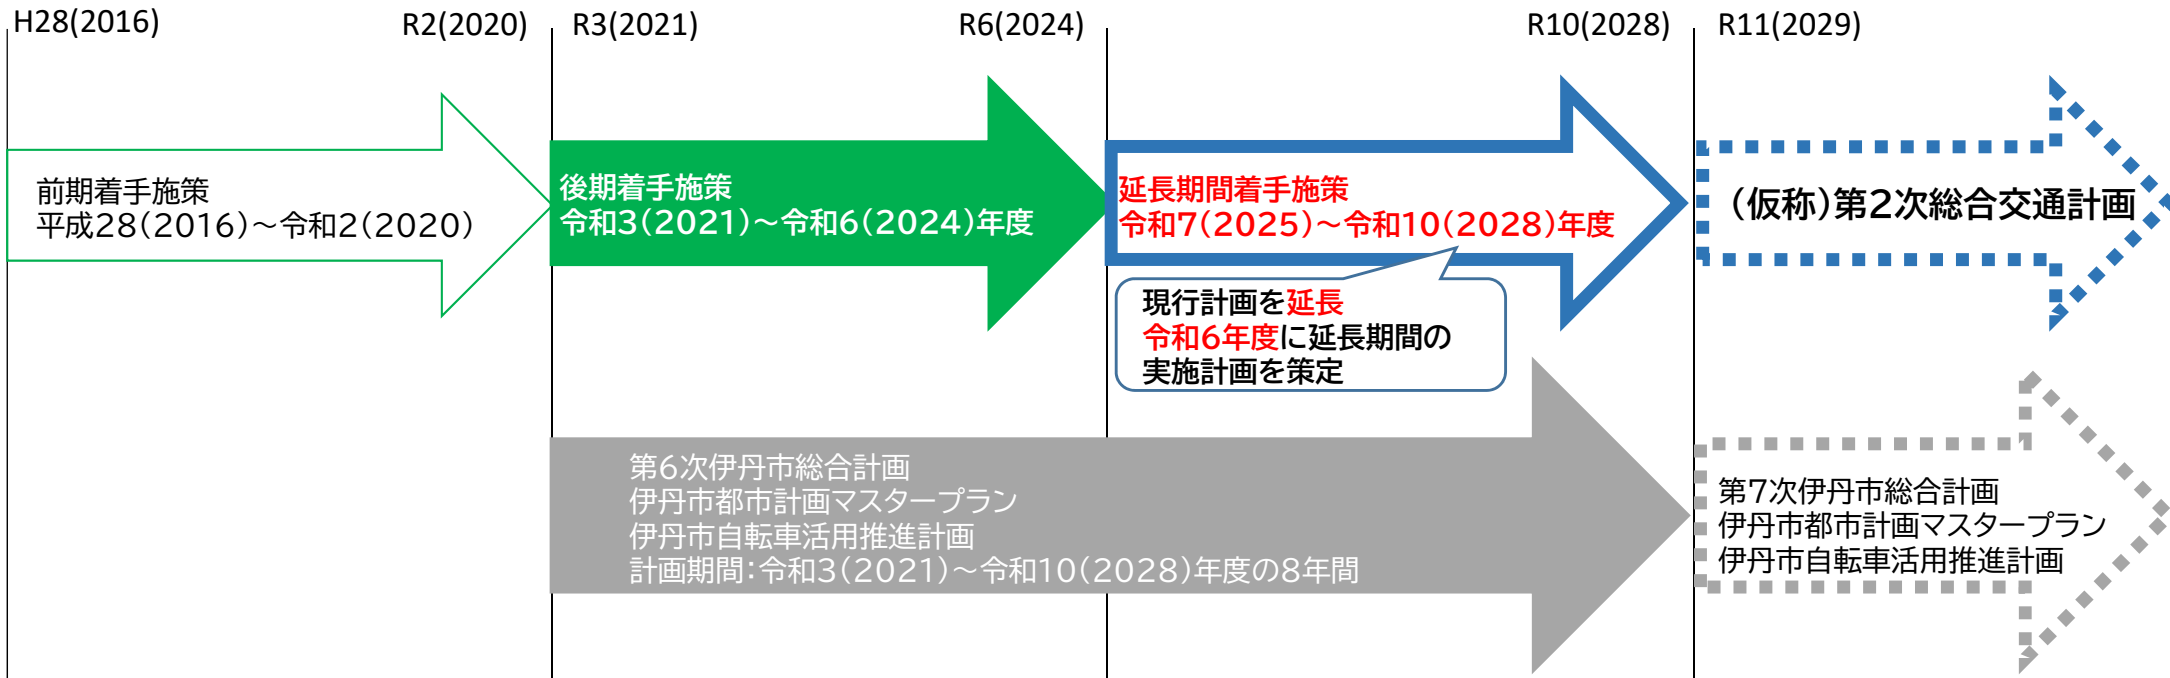 H28(2016)
R2(2020)
R3(2021)
R6(2024)
R10(2028)
R11(2029)
前期着手施策
平成28(2016)～令和2(2020)
後期着手施策
令和3(2021)～令和6(2024)年度
延長期間着手施策
令和7(2025)～令和10(2028)年度
(仮称)第2次総合交通計画
現行計画を延長
令和6年度に延長期間の
実施計画を策定
第6次伊丹市総合計画
伊丹市都市計画マスタープラン
伊丹市自転車活用推進計画
計画期間：令和3(2021)～令和10(2028)年度の8年間
第7次伊丹市総合計画
伊丹市都市計画マスタープラン
伊丹市自転車活用推進計画